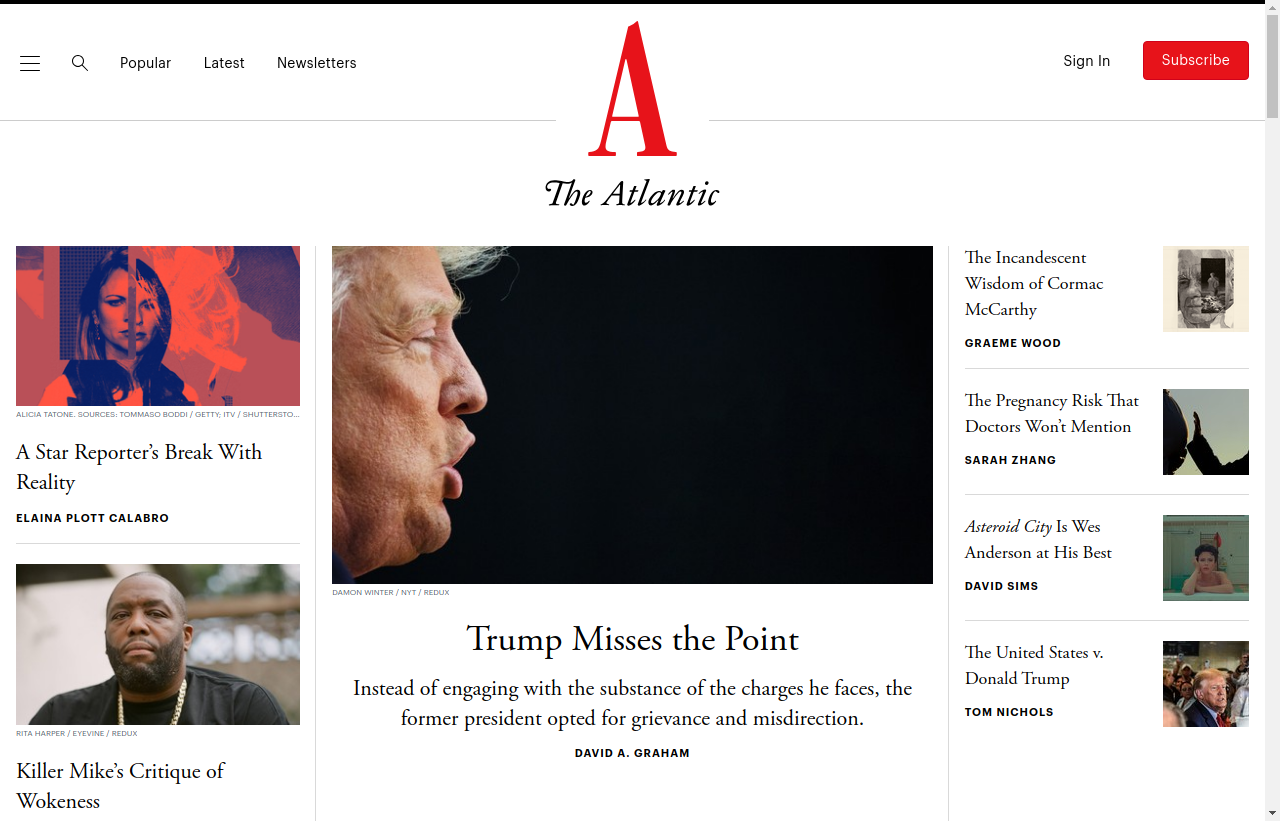 Popular
Latest
Newsletters
A
Sign In
Subscribe
The Atlantic
ALICIA TATONE. SOURCES: TOMMASO BODDI / GETTY; ITV / SHUTTERSTO...
A Star Reporter’s Break With
Reality
ELAINA PLOTT CALABRO
RITA HARPER / EYEVINE / REDUX
Killer Mike’s Critique of
Wokeness
DAMON WINTER / NYT / REDUX
Trump Misses the Point
Instead of engaging with the substance of the charges he faces, the
former president opted for grievance and misdirection.
DAVID A. GRAHAM
The Incandescent
Wisdom of Cormac
McCarthy
GRAEME WOOD
The Pregnancy Risk That
Doctors Won’t Mention
SARAH ZHANG
Asteroid City Is Wes
Anderson at His Best
DAVID SIMS
The United States v.
Donald Trump
TOM NICHOLS